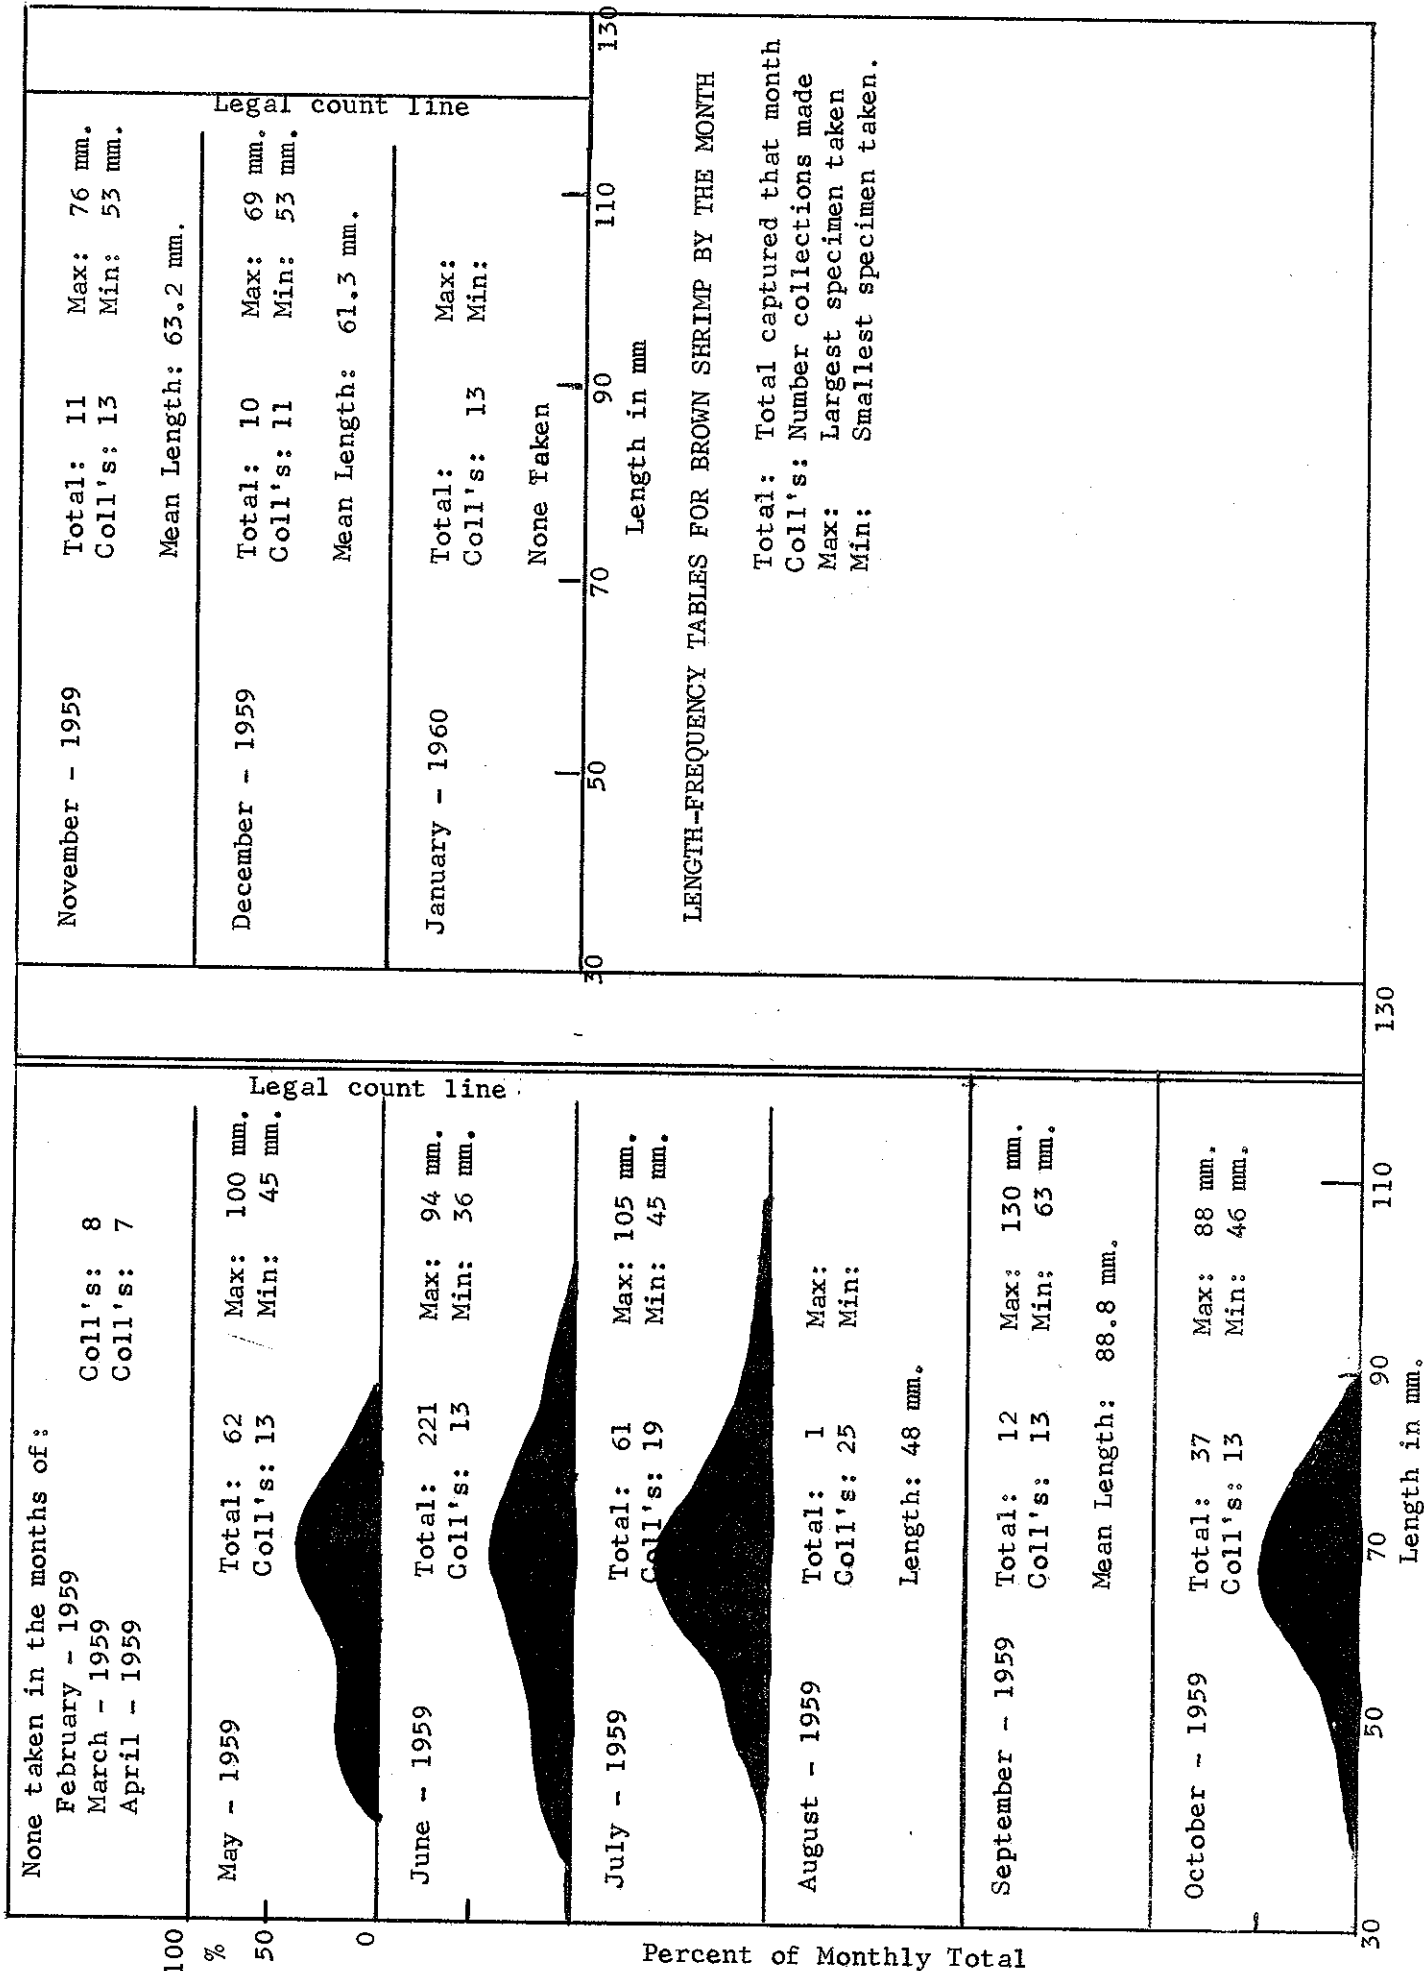 None taken in the months of:
February - 1959
March - 1959 Coll's: 8
April - 1959 Coll's: 7
100
%
50
0
Legal count line
May - 1959 Total: 62 Max: 100 mm.
Coll's: 13 Min: 45 mm.
June - 1959 Total: 221 Max: 94 mm.
Coll's: 13 Min: 36 mm.
July - 1959 Total: 61 Max: 105 mm.
Coll's: 19 Min: 45 mm.
August - 1959 Total: 1 Max:
Coll's: 25 Min:
Length: 48 mm.
September - 1959 Total: 12 Max: 130 mm.
Coll's: 13 Min: 63 mm.
Mean Length: 88.8 mm.
October - 1959 Total: 37 Max: 88 mm.
Coll's: 13 Min: 46 mm.
30 50 70 90 110 130
Length in mm.
Percent of Monthly Total
November - 1959 Total: 11 Max: 76 mm.
Coll's: 13 Min: 53 mm.
Mean Length: 63.2 mm.
Legal count line
December - 1959 Total: 10 Max: 69 mm.
Coll's: 11 Min: 53 mm.
Mean Length: 61.3 mm.
January - 1960 Total: Max:
Coll's: 13 Min:
None Taken
30 50 70 90 110 130
Length in mm
LENGTH-FREQUENCY TABLES FOR BROWN SHRIMP BY THE MONTH
Total: Total captured that month
Coll's: Number collections made
Max: Largest specimen taken
Min: Smallest specimen taken.